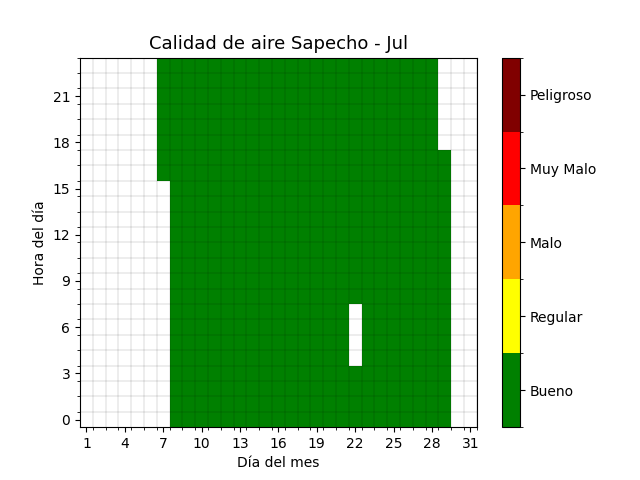 Calidad de aire Sapecho - Jul
Hora del día
21
18
15
12
9
6
3
0
1 4 7 10 13 16 19 22 25 28 31
Día del mes
Peligroso
Muy Malo
Malo
Regular
Bueno